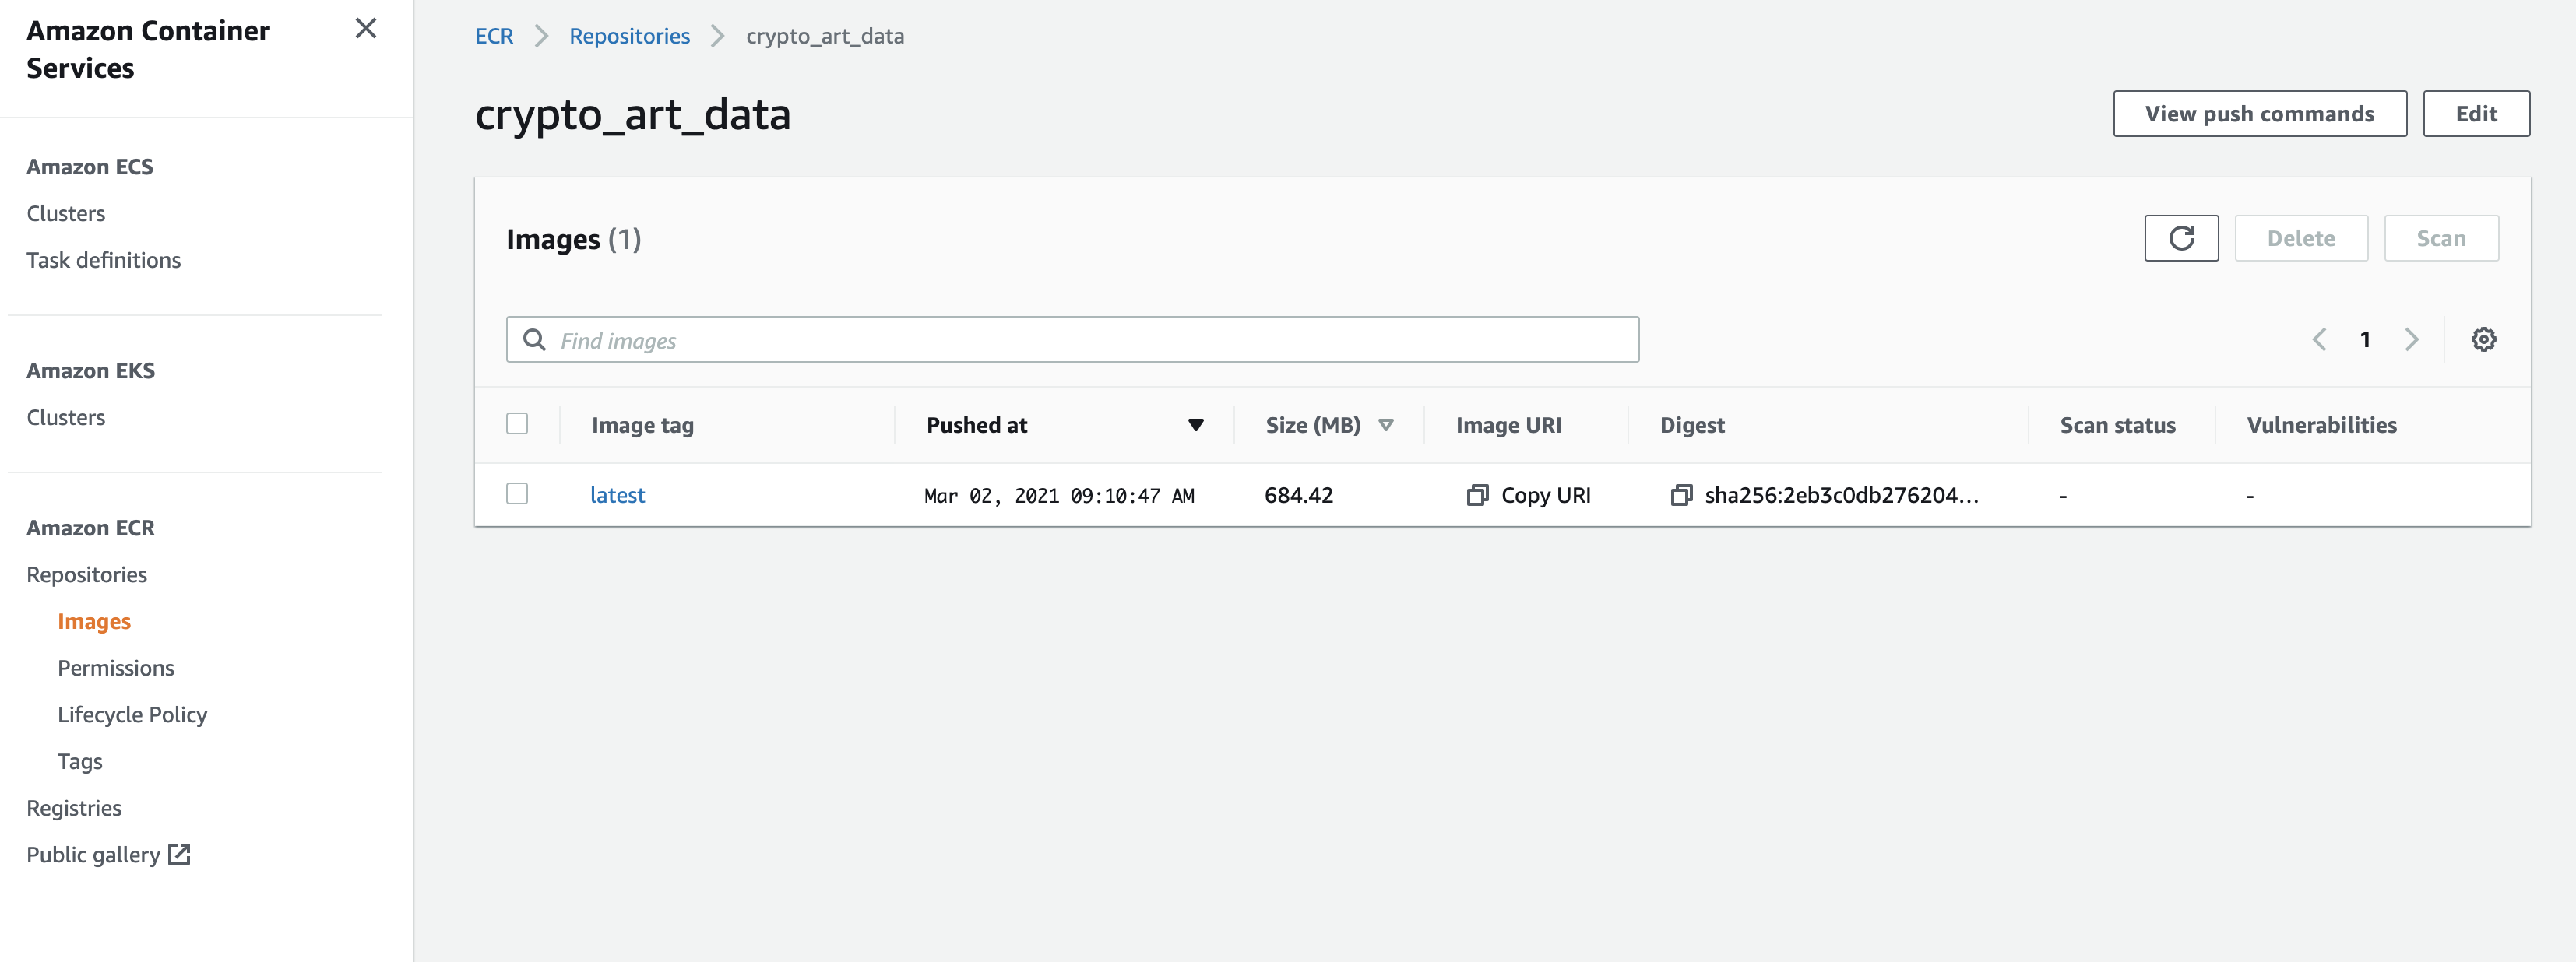 Amazon Container
Services
Amazon ECS
Clusters
Task definitions
Amazon EKS
Clusters
Amazon ECR
Repositories
Images
Permissions
Lifecycle Policy
Tags
Registries
Public gallery
ECR Repositories crypto_art_data
crypto_art_data
View push commands Edit
Images (1)
Delete Scan
Find images
1
Image tag Pushed at Size (MB) Image URI Digest Scan status Vulnerabilities
latest Mar 02, 2021 09:10:47 AM 684.42 Copy URI sha256:2eb3c0db276204... - -